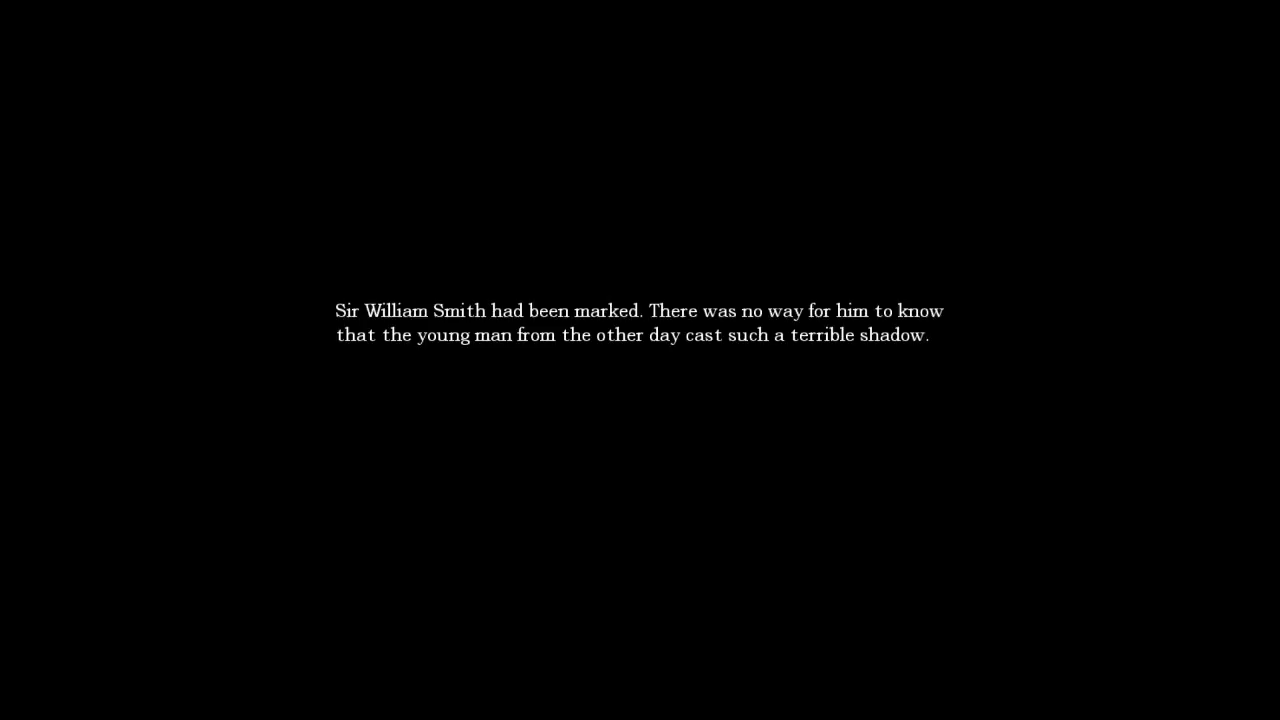 Sir William Smith had been marked. There was no way for him to know
that the young man from the other day cast such a terrible shadow.